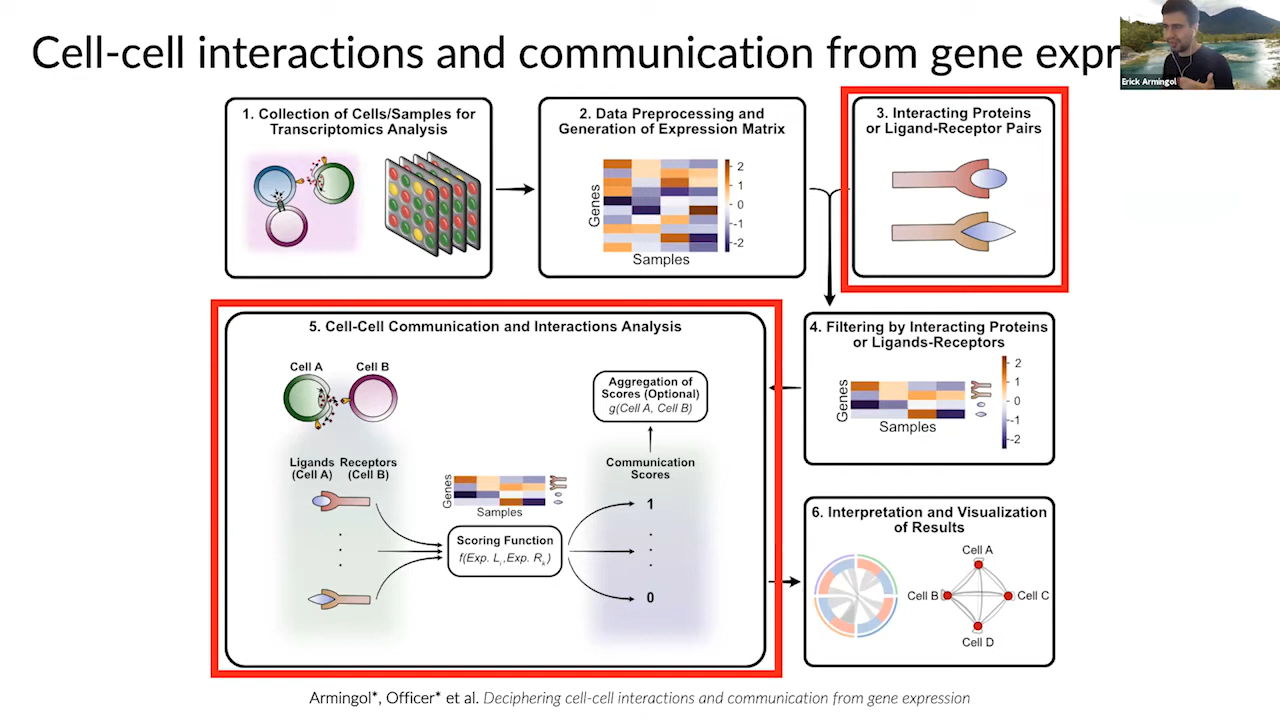 Cell-cell interactions and communication from gene expr
Erick Armingol
1. Collection of Cells/Samples for
Transcriptomics Analysis
2. Data Preprocessing and
Generation of Expression Matrix
Genes
2
1
0
-1
-2
Samples
3. Interacting Proteins
or Ligand-Receptor Pairs
4. Filtering by Interacting Proteins
or Ligands-Receptors
Genes
2
1
0
-1
-2
Samples
5. Cell-Cell Communication and Interactions Analysis
Cell A
Cell B
Ligands
(Cell A)
Receptors
(Cell B)
Genes
Samples
Scoring Function
f(Exp. Li ,Exp. Rk)
Aggregation of
Scores (Optional)
g(Cell A, Cell B)
Communication
Scores
1
.
.
.
0
6. Interpretation and Visualization
of Results
Cell A
Cell B
Cell C
Cell D
Armingol*, Officer* et al. Deciphering cell-cell interactions and communication from gene expression